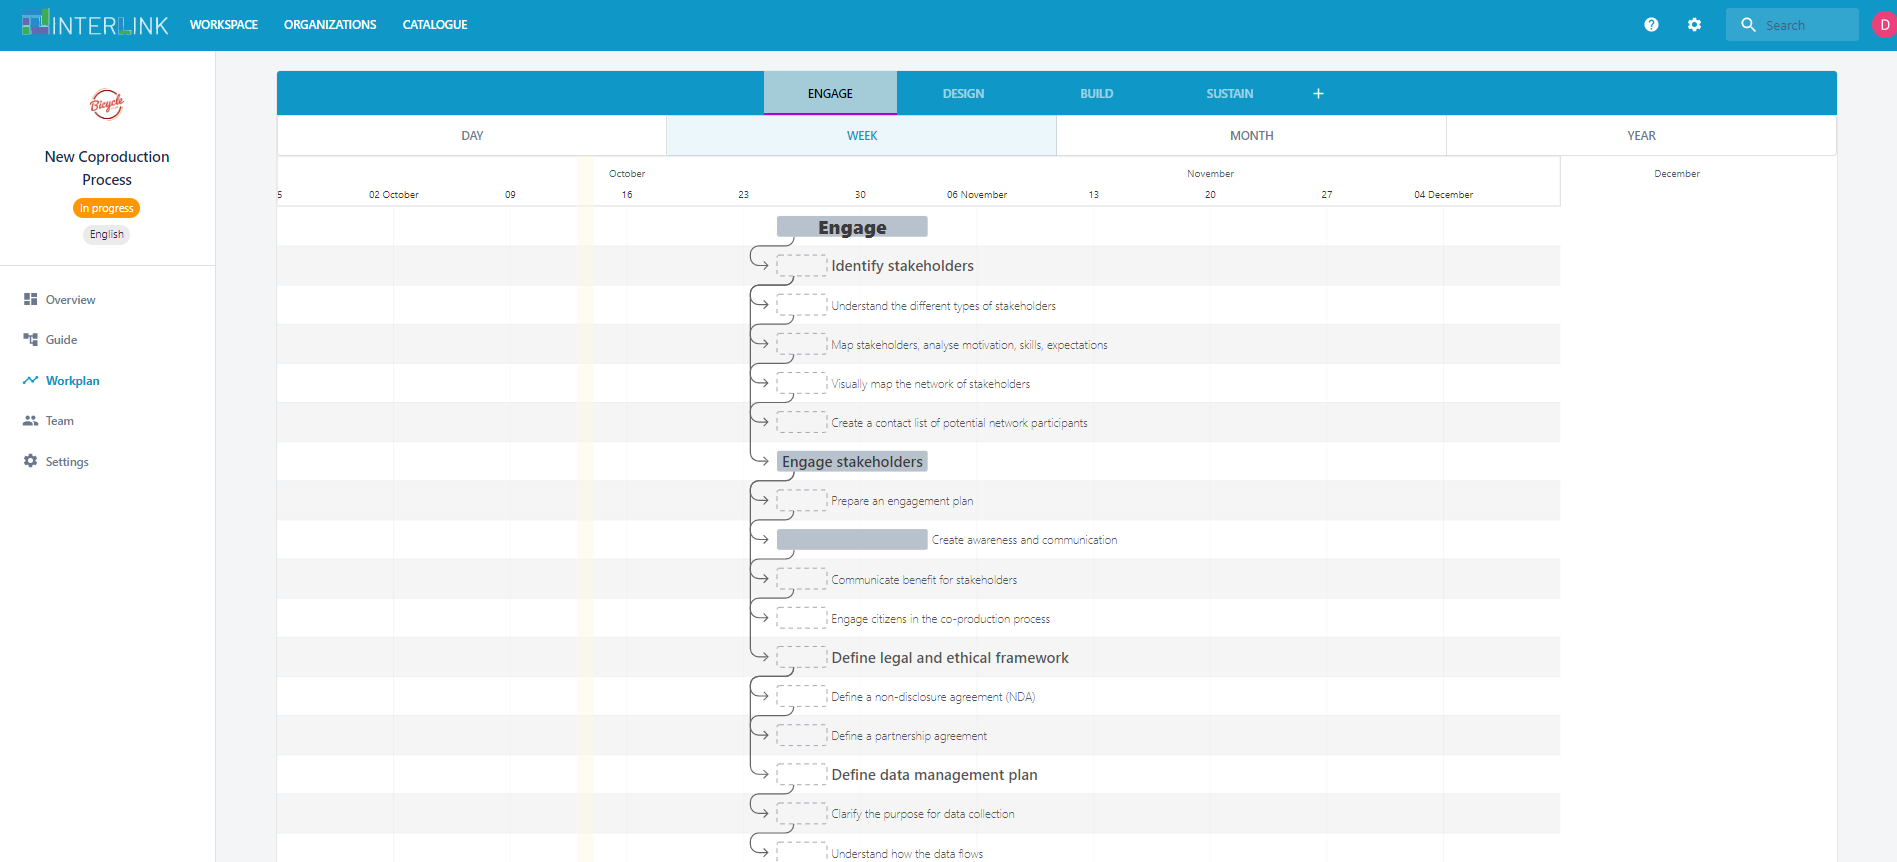 INTERLINK WORKSPACE ORGANIZATIONS CATALOGUE Search D
Bicycle
New Coproduction
Process
In progress
English
Overview
Guide
Workplan
Team
Settings
ENGAGE DESIGN BUILD SUSTAIN +
DAY WEEK MONTH YEAR
October November December
5 02 October 09 16 23 30 06 November 13 20 27 04 December
Engage
Identify stakeholders
Understand the different types of stakeholders
Map stakeholders, analyse motivation, skills, expectations
Visually map the network of stakeholders
Create a contact list of potential network participants
Engage stakeholders
Prepare an engagement plan
Create awareness and communication
Communicate benefit for stakeholders
Engage citizens in the co-production process
Define legal and ethical framework
Define a non-disclosure agreement (NDA)
Define a partnership agreement
Define data management plan
Clarify the purpose for data collection
Understand how the data flows